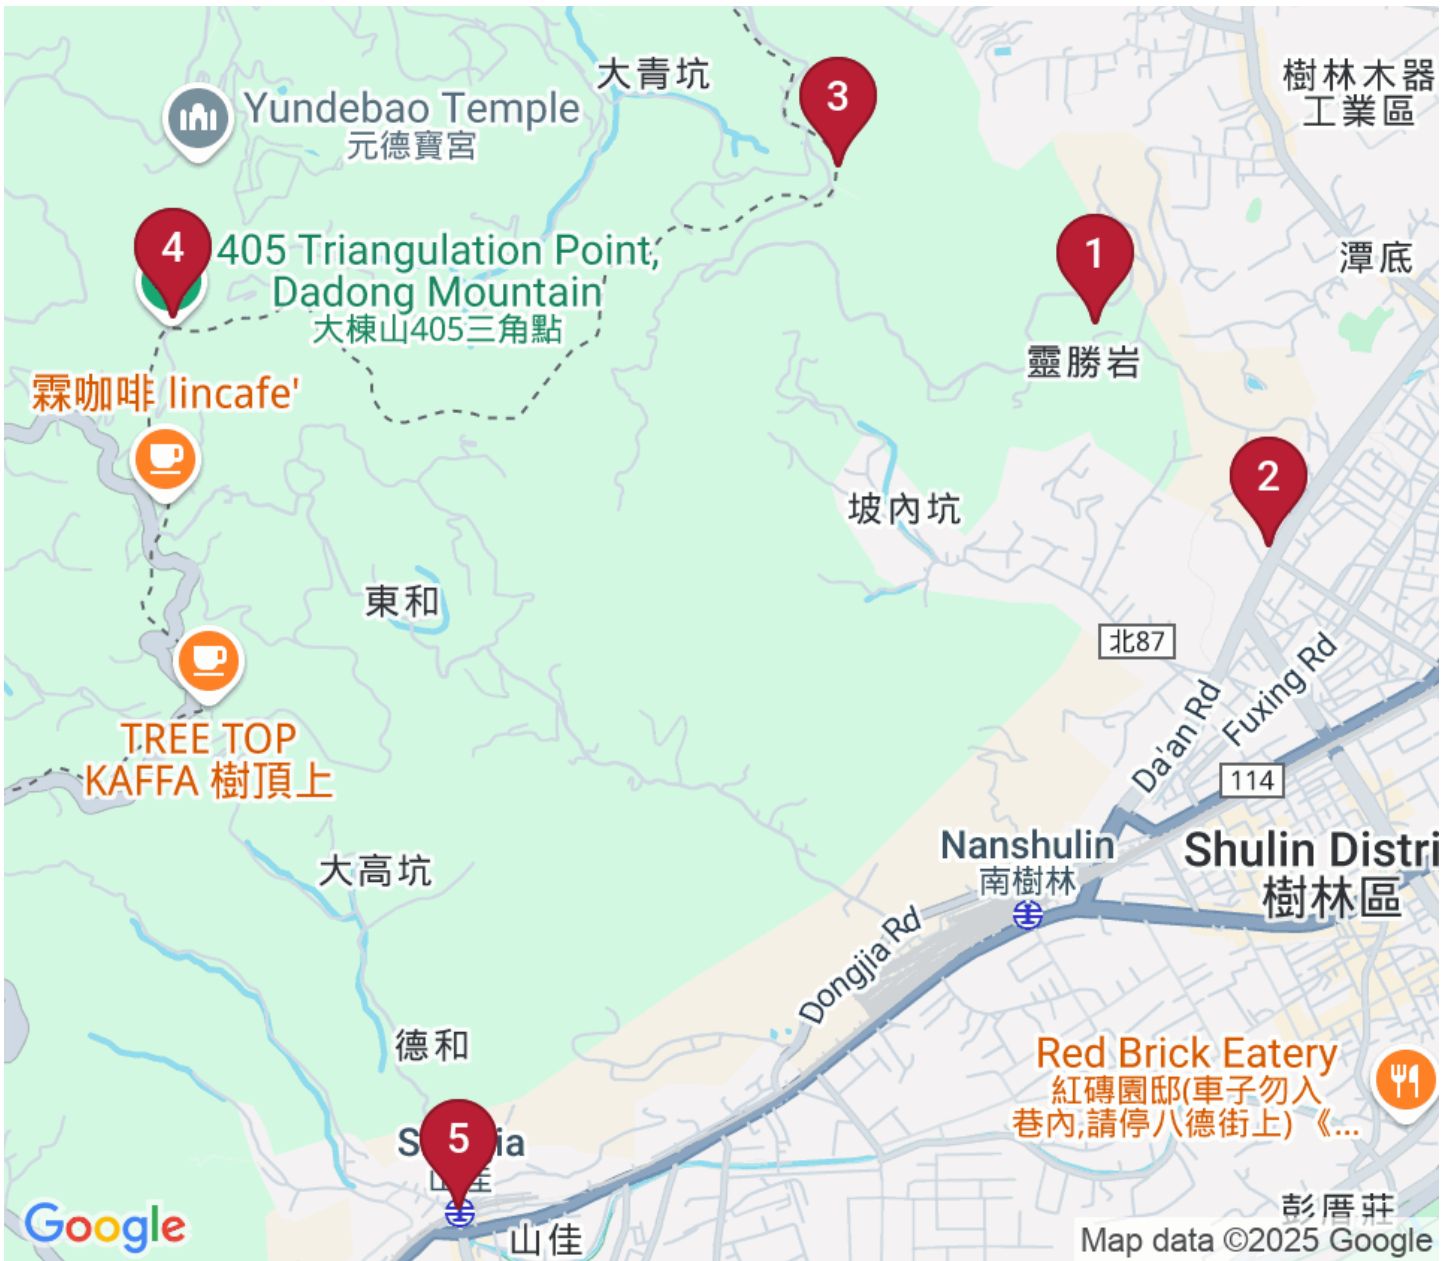 大青坑
3
樹林木器
工業區
Yundebao Temple
元德寶宮
4
405 Triangulation Point,
Dadong Mountain
大棟山405三角點
1
潭底
靈勝岩
霖咖啡 lincafe'
2
坡內坑
東和
北87
Fuxing Rd
Da'an Rd
TREE TOP
KAFFA 樹頂上
114
Nanshulin
南樹林
Shulin Distri
樹林區
大高坑
Dongjia Rd
德和
Red Brick Eatery
紅磚園邸(車子勿入
巷內,請停八德街上)《...
5
山佳
彭厝莊
Google
Map data ©2025 Google